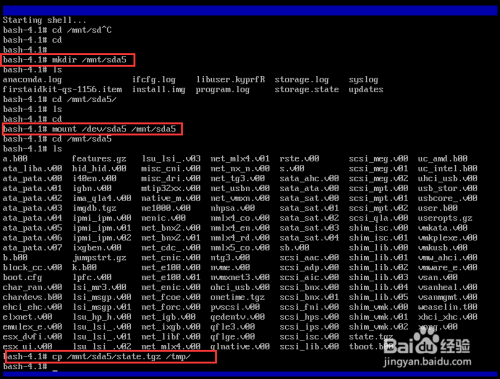 Starting shell...
bash-4.1# cd /mnt/sd^C
bash-4.1# cd
bash-4.1#
bash-4.1# mkdir /mnt/sda5
bash-4.1# ls
anaconda.log ifcfg.log libuser.kyprfR storage.log syslog
firstaidkit-qs-1156.item install.img program.log storage.state updates
bash-4.1# cd /mnt/sda5/
bash-4.1# ls
bash-4.1# cd
bash-4.1# mount /dev/sda5 /mnt/sda5
bash-4.1# cd /mnt/sda5
bash-4.1# ls
a.b00 features.gz lsu_lsi_.v03 net_mlx4.v01 rste.v00 scsi_meg.v00 uc_amd.b00
ata_liba.v00 hid_hid.v00 misc_cni.v00 net_nx_n.v00 s.v00 scsi_meg.v01 uc_intel.b00
ata_pata.v00 i40en.v00 misc_dri.v00 net_tg3.v00 sata_ahc.v00 scsi_meg.v02 uhci_usb.v00
ata_pata.v01 igbn.v00 mtip32xx.v00 net_usbn.v00 sata_ata.v00 scsi_mpt.v00 usb_stor.v00
ata_pata.v02 ima_qla4.v00 native_m.v00 net_vmxn.v00 sata_sat.v00 scsi_mpt.v01 usbcore_.v00
ata_pata.v03 imgdb.tgz ne1000.v00 nhpsa.v00 sata_sat.v01 scsi_mpt.v02 user.b00
ata_pata.v04 ipmi_ipm.v00 nenic.v00 nmlx4_co.v00 sata_sat.v02 scsi_qla.v00 useropts.gz
ata_pata.v05 ipmi_ipm.v01 net_bnx2.v00 nmlx4_en.v00 sata_sat.v03 shim_isc.v00 vmkata.v00
ata_pata.v06 ipmi_ipm.v02 net_bnx2.v01 nmlx4_rd.v00 sata_sat.v04 shim_isc.v01 vmkplexe.v00
ata_pata.v07 ixgben.v00 net_cdc_.v00 nmlx5_co.v00 sb.v00 shim_lib.v00 vmkusb.v00
b.b00 jumpstrt.gz net_cnic.v00 ntg3.v00 scsi_aac.v00 shim_lib.v01 vmw_ahci.v00
block_cc.v00 k.b00 net_e100.v00 nvme.v00 scsi_adp.v00 shim_lib.v02 vmware_e.v00
boot.cfg lpfc.v00 net_e100.v01 nvmxnet3.v00 scsi_aic.v00 shim_lib.v03
char_ran.v00 lsi_mr3.v00 net_enic.v00 ohci_usb.v00 scsi_bnx.v00 shim_lib.v04 vsanheal.v00
chardevs.b00 lsi_msgp.v00 net_fcoe.v00 onetime.tgz scsi_bnx.v01 shim_lib.v05 vsanmgmt.v00
ehci_ehc.v00 lsi_msgp.v01 net_forc.v00 pvscsi.v00 scsi_fni.v00 shim_vmk.v00 weaselin.t00
elxnet.v00 lsu_hp_h.v00 net_igb.v00 qedentv.v00 scsi_hps.v00 shim_vmk.v01 xhci_xhc.v00
emulex_e.v00 lsu_lsi_.v00 net_ixgb.v00 qfle3.v00 scsi_ips.v00 shim_vmk.v02
esx_dvfi.v00 lsu_lsi_.v01 net_libf.v00 qflge.v00 scsi_isc.v00 state.tgz
esx_ui.v00 lsu_lsi_.v02 net_mlx4.v00 qlnative.v00 scsi_lib.v00 tboot.b00
bash-4.1# cp /mnt/sda5/state.tgz /tmp/
bash-4.1# _
Baidu 经验